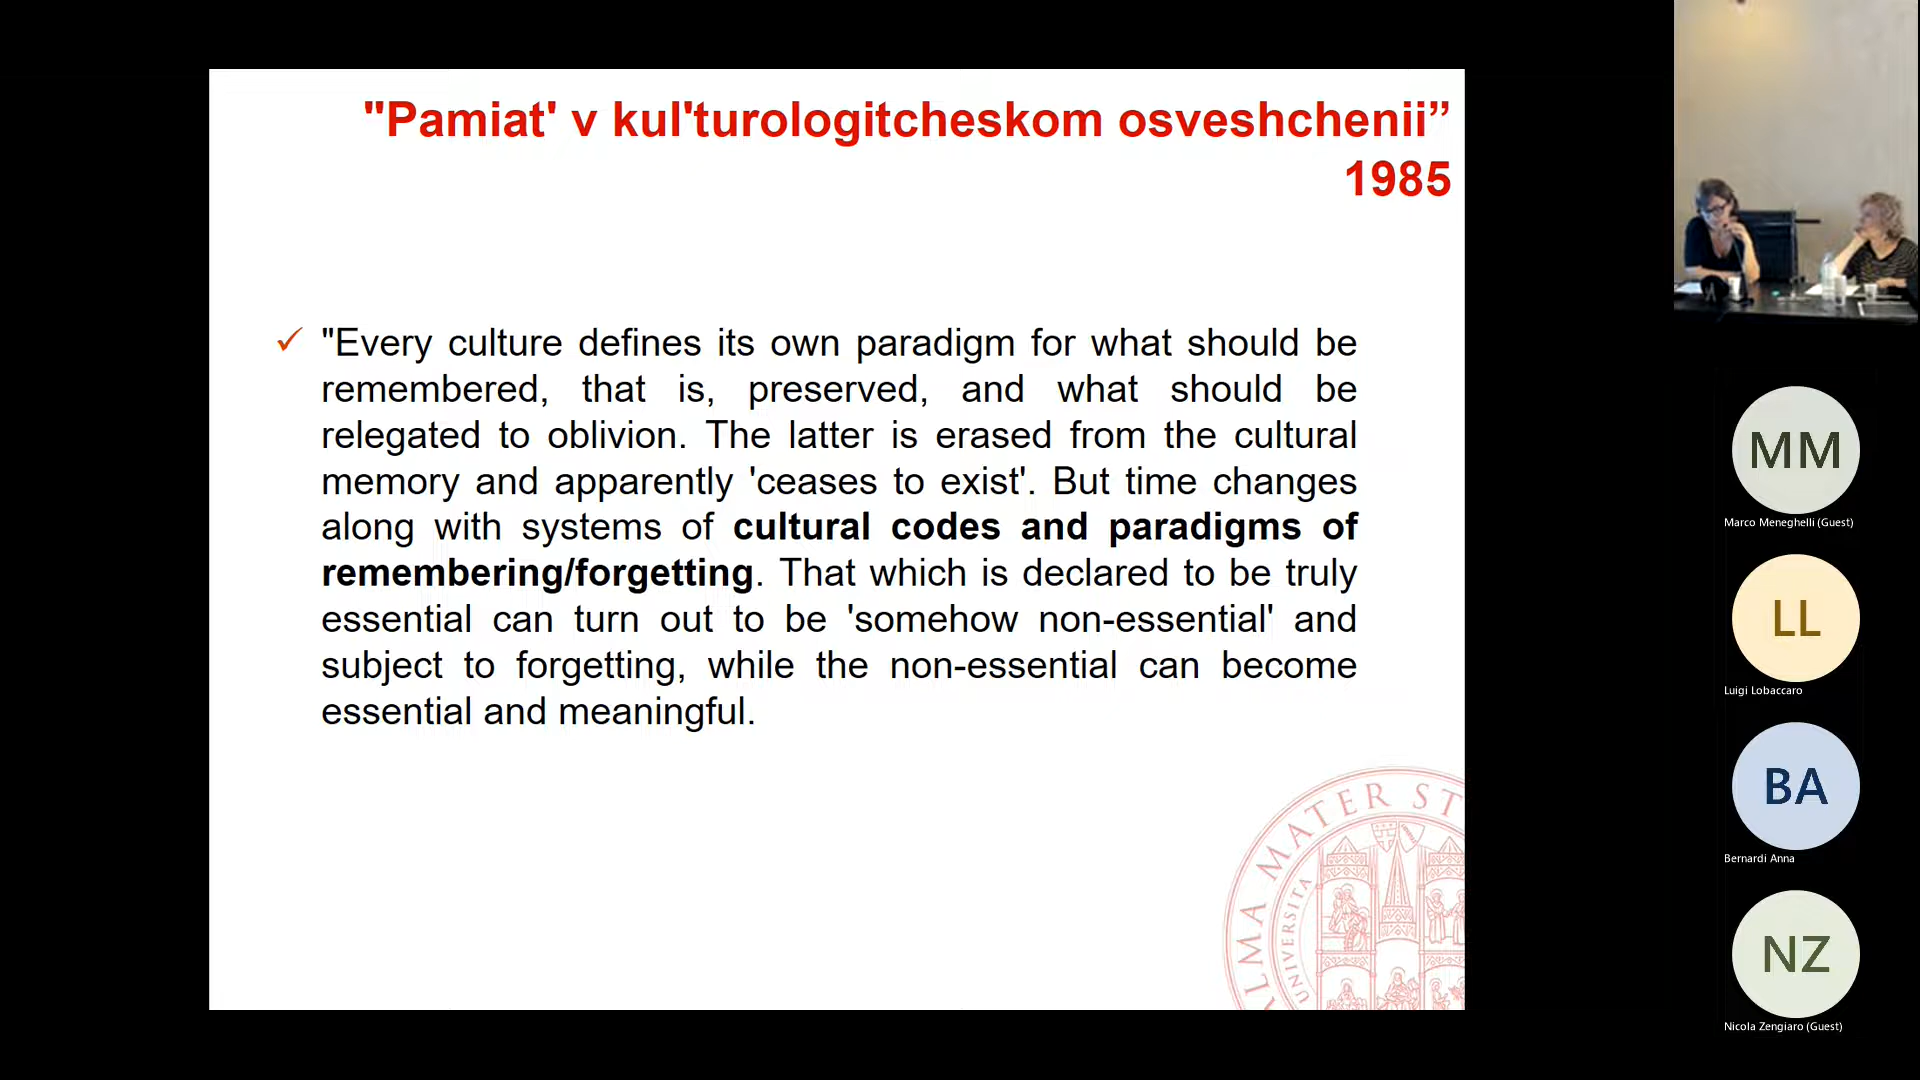 "Pamiat' v kul'turologitcheskom osveshchenii”
1985
✓ "Every culture defines its own paradigm for what should be
remembered, that is, preserved, and what should be
relegated to oblivion. The latter is erased from the cultural
memory and apparently 'ceases to exist'. But time changes
along with systems of cultural codes and paradigms of
remembering/forgetting. That which is declared to be truly
essential can turn out to be 'somehow non-essential' and
subject to forgetting, while the non-essential can become
essential and meaningful.
ALMA MATER ST
UNIVERSITA
MM
Marco Meneghelli (Guest)
LL
Luigi Lobaccaro
BA
Bernardi Anna
NZ
Nicola Zengiaro (Guest)